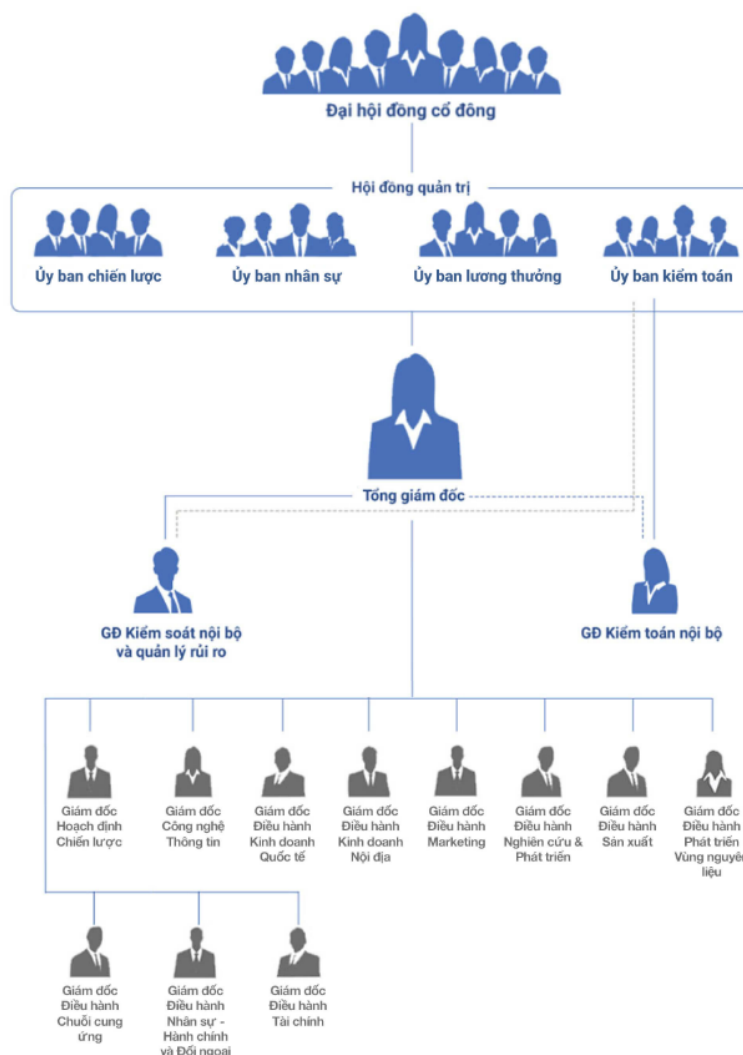 Đại hội đồng cổ đông
Hội đồng quản trị
Ủy ban chiến lược
Ủy ban nhân sự
Ủy ban lương thưởng
Ủy ban kiểm toán
Tổng giám đốc
GĐ Kiểm soát nội bộ
và quản lý rủi ro
GĐ Kiểm toán nội bộ
Giám đốc
Hoạch định
Chiến lược
Giám đốc
Công nghệ
Thông tin
Giám đốc
Điều hành
Kinh doanh
Quốc tế
Giám đốc
Điều hành
Kinh doanh
Nội địa
Giám đốc
Điều hành
Marketing
Giám đốc
Điều hành
Nghiên cứu &
Phát triển
Giám đốc
Điều hành
Sản xuất
Giám đốc
Điều hành
Phát triển
Vùng nguyên
liệu
Giám đốc
Điều hành
Chuỗi cung
ứng
Giám đốc
Điều hành
Nhân sự -
Hành chính
và Đối ngoại
Giám đốc
Điều hành
Tài chính